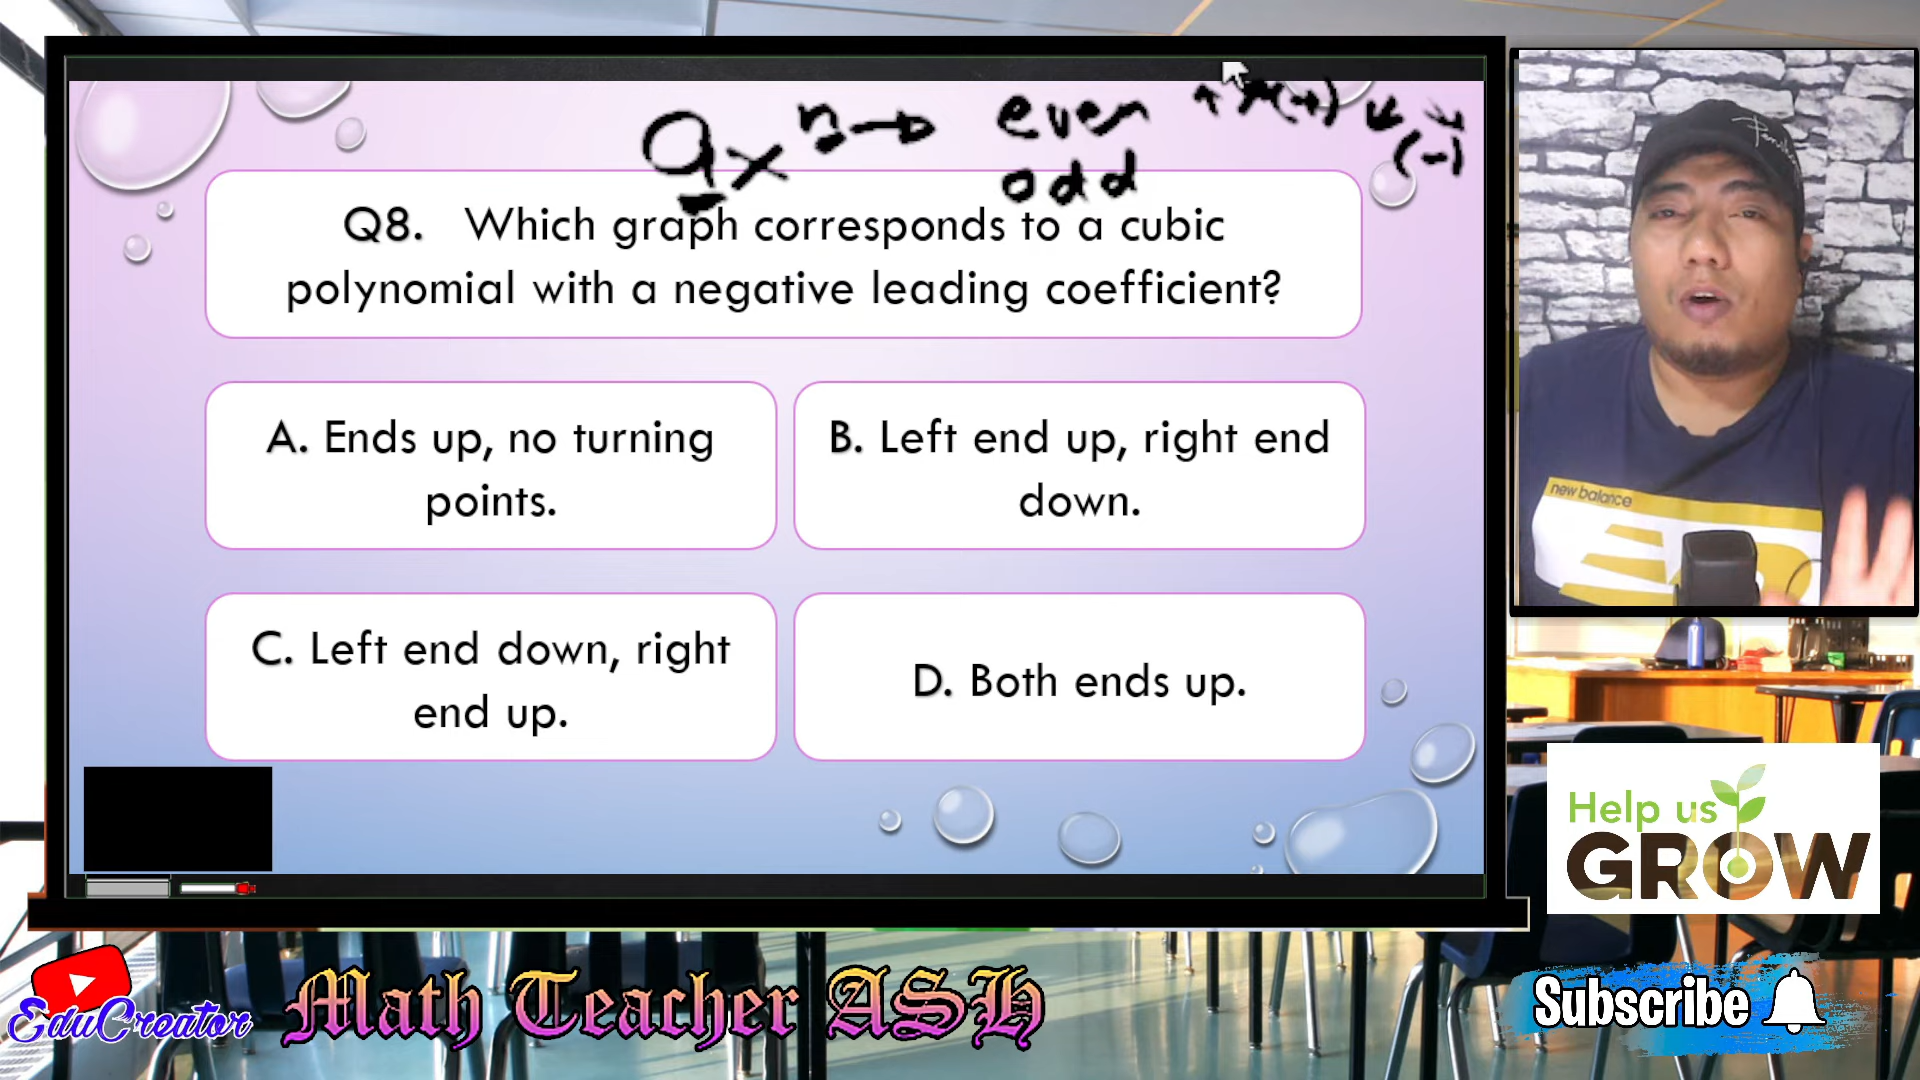 ax^n → even ↑ ↗(+) ↓ ↓
odd (-)
Q8. Which graph corresponds to a cubic
polynomial with a negative leading coefficient?
A. Ends up, no turning
points.
B. Left end up, right end
down.
C. Left end down, right
end up.
D. Both ends up.
new balance
Help us
GROW
EduCreator
Math Teacher ASH
Subscribe